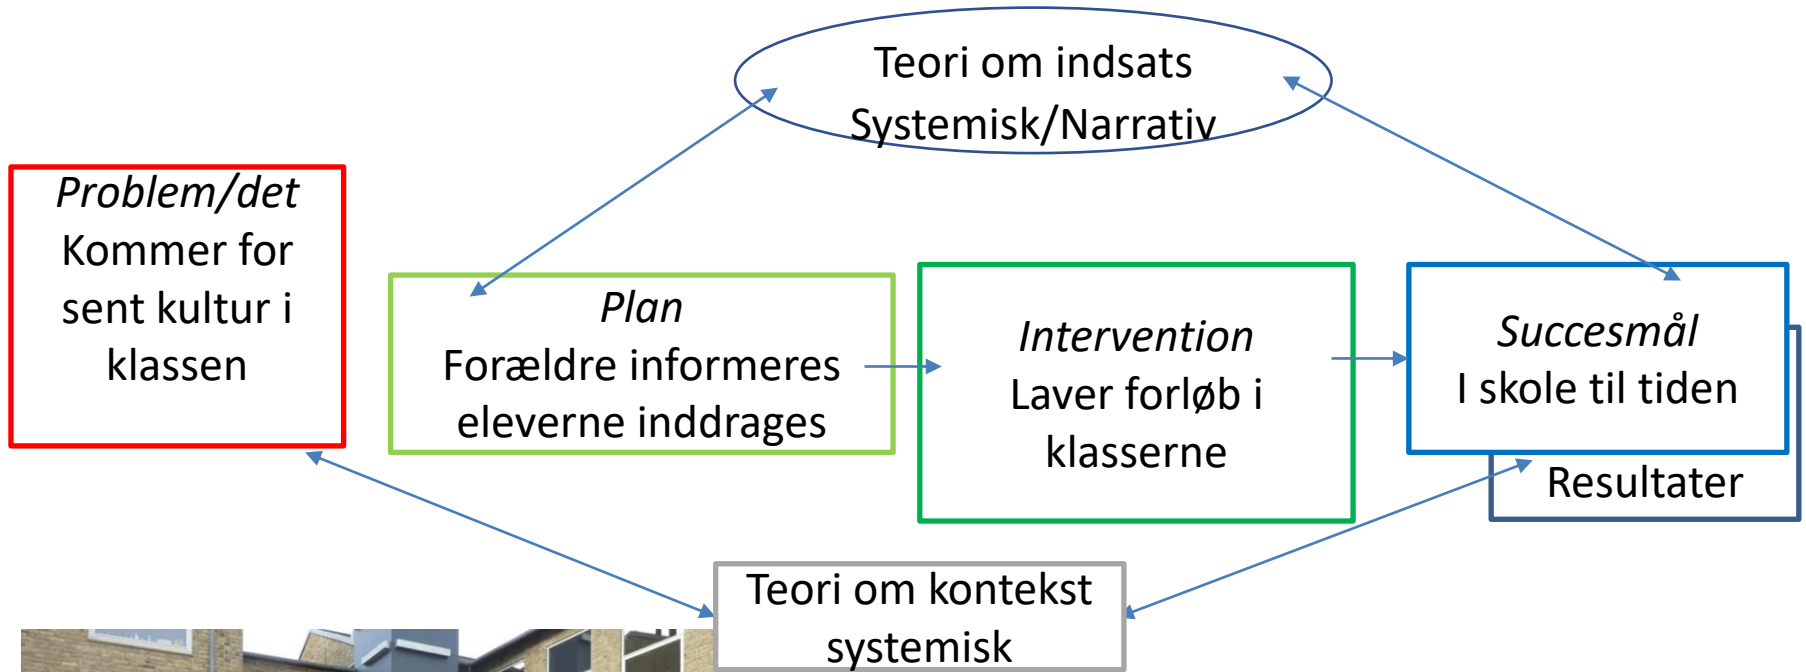 Teori om indsats
Systemisk/Narrativ
Problem/det
Kommer for
sent kultur i
klassen
Plan
Forældre informeres
eleverne inddrages
Intervention
Laver forløb i
klasserne
Succesmål
I skole til tiden
Resultater
Teori om kontekst
systemisk